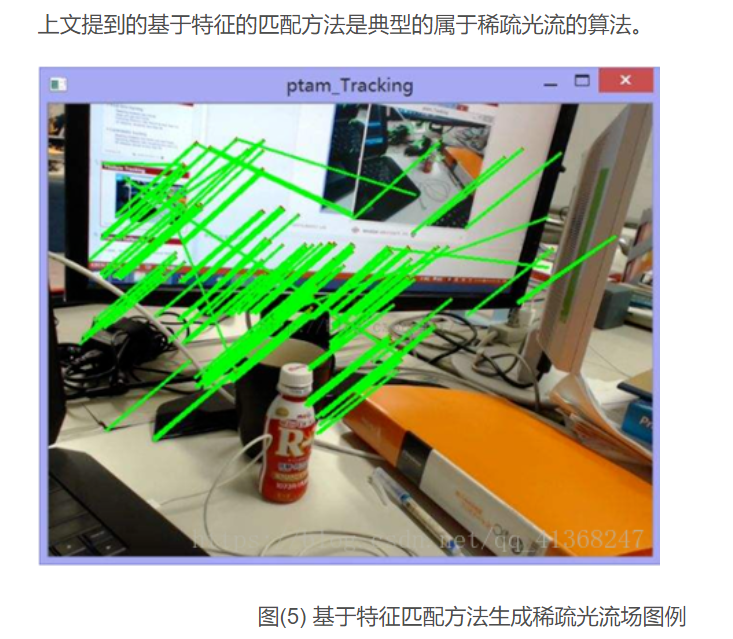 上文提到的基于特征的匹配方法是典型的属于稀疏光流的算法。
ptam_Tracking
R
https://blog.csdn.net/qq_41368247
图(5) 基于特征匹配方法生成稀疏光流场图例